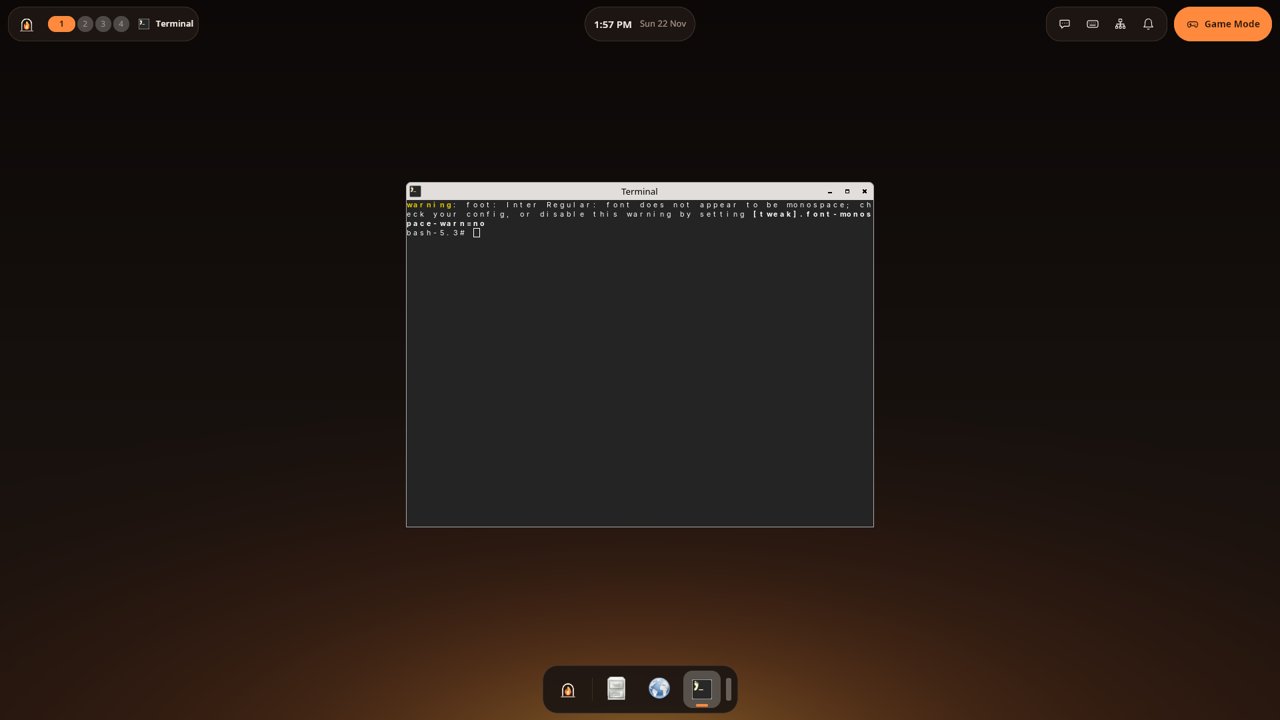 1 2 3 4 Terminal
1:57 PM Sun 22 Nov
Game Mode
Terminal
warning: foot: Inter Regular: font does not appear to be monospace; ch
eck your config, or disable this warning by setting [tweak].font-monos
pace-warn=no
bash-5.3#